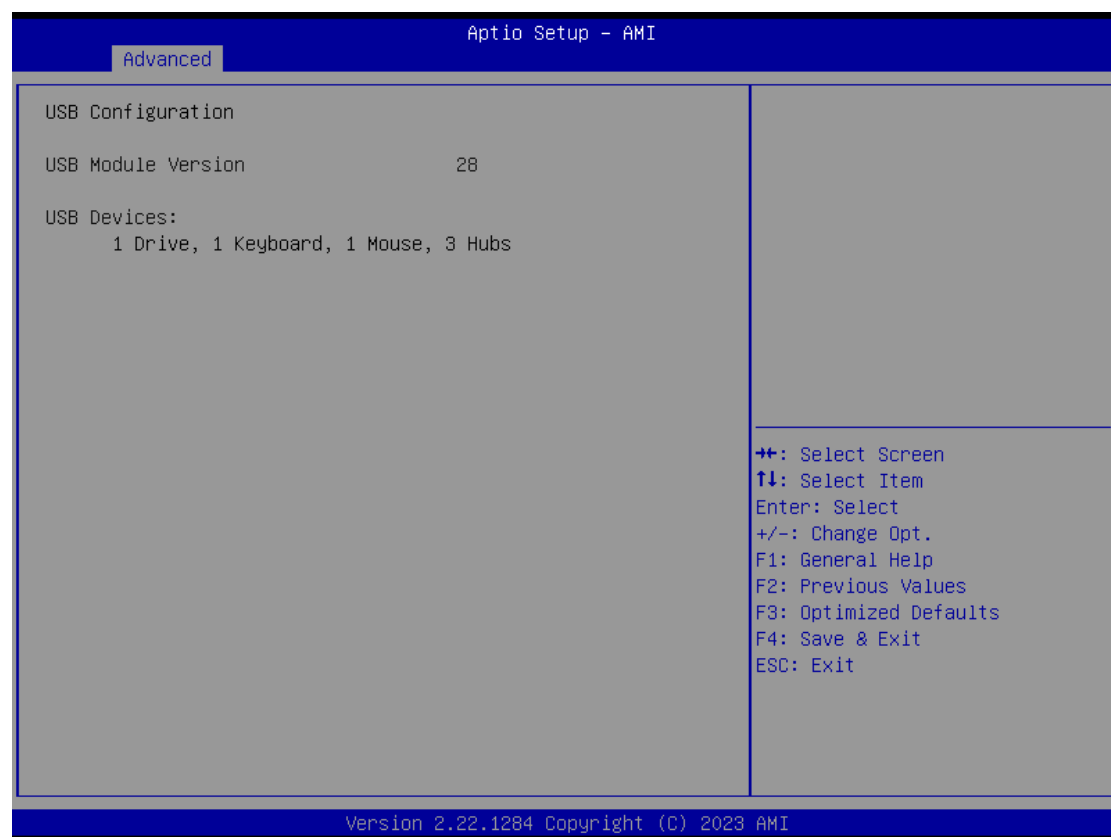 Aptio Setup – AMI
Advanced
USB Configuration
USB Module Version 28
USB Devices:
1 Drive, 1 Keyboard, 1 Mouse, 3 Hubs
→←: Select Screen
↑↓: Select Item
Enter: Select
+/-: Change Opt.
F1: General Help
F2: Previous Values
F3: Optimized Defaults
F4: Save & Exit
ESC: Exit
Version 2.22.1284 Copyright (C) 2023 AMI